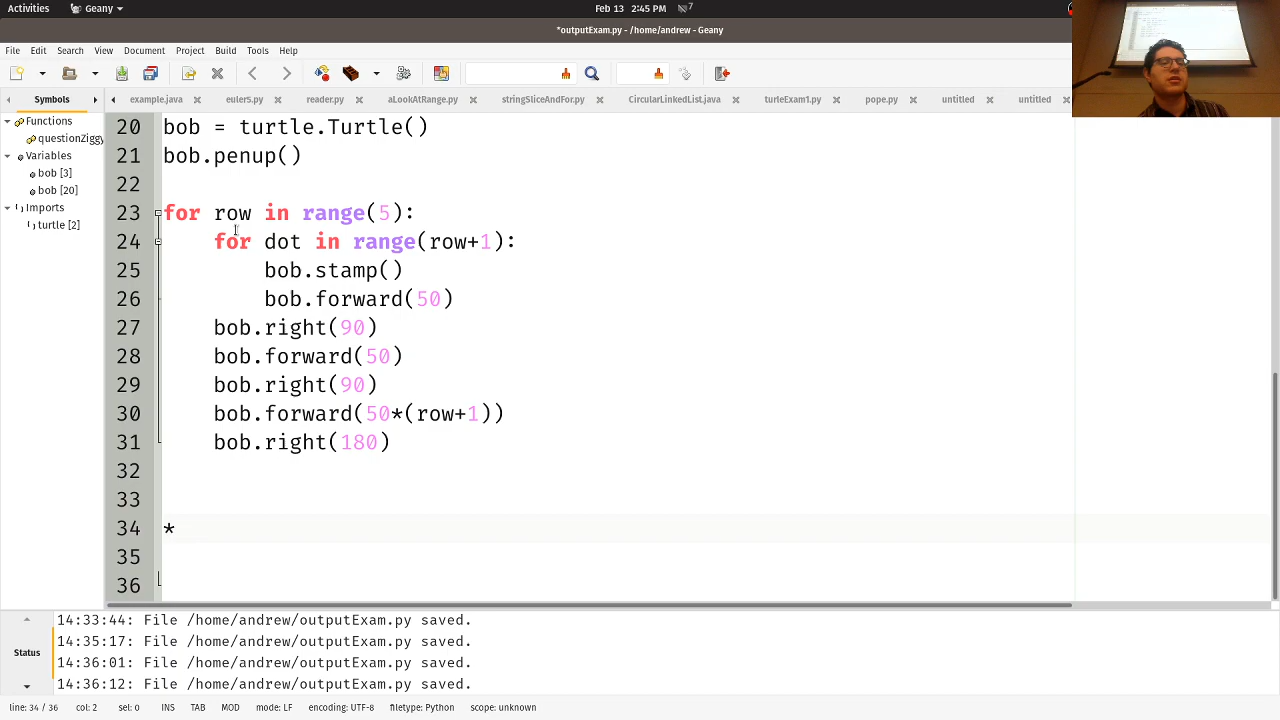 Activities Geany Feb 13 2:45 PM
*outputExam.py - /home/andrew - Geany
File Edit Search View Document Project Build Tools Help
Symbols example.java euler5.py reader.py aLookAtRange.py stringSliceAndFor.py CircularLinkedList.java turleExam1.py pope.py untitled untitled
Functions
questionZiggy
Variables
bob [3]
bob [20]
Imports
turtle [2]
20 bob = turtle.Turtle()
21 bob.penup()
22
23 for row in range(5):
24 for dot in range(row+1):
25 bob.stamp()
26 bob.forward(50)
27 bob.right(90)
28 bob.forward(50)
29 bob.right(90)
30 bob.forward(50*(row+1))
31 bob.right(180)
32
33
34 *
35
36
Status
14:33:44: File /home/andrew/outputExam.py saved.
14:35:17: File /home/andrew/outputExam.py saved.
14:36:01: File /home/andrew/outputExam.py saved.
14:36:12: File /home/andrew/outputExam.py saved.
line: 34 / 36 col: 2 sel: 0 INS TAB MOD mode: LF encoding: UTF-8 filetype: Python scope: unknown